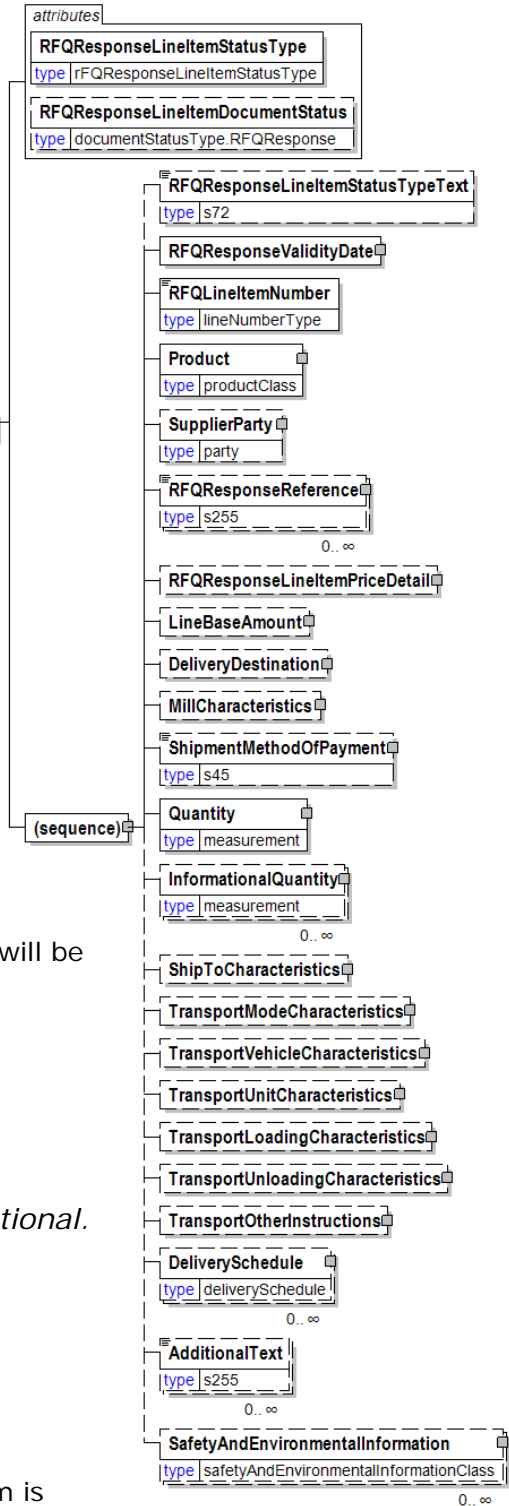 attributes
RFQResponseLineItemStatusType
type rFQResponseLineItemStatusType
RFQResponseLineItemDocumentStatus
type documentStatusType.RFQResponse
RFQResponseLineItemStatusTypeText
type s72
RFQResponseValidityDate
RFQLineItemNumber
type lineNumberType
Product
type productClass
SupplierParty
type party
RFQResponseReference
type s255
0.. ∞
RFQResponseLineItemPriceDetail
LineBaseAmount
DeliveryDestination
MillCharacteristics
ShipmentMethodOfPayment
type s45
(sequence)
Quantity
type measurement
InformationalQuantity
type measurement
0.. ∞
will be
ShipToCharacteristics
TransportModeCharacteristics
TransportVehicleCharacteristics
TransportUnitCharacteristics
TransportLoadingCharacteristics
TransportUnloadingCharacteristics
tional.
TransportOtherInstructions
DeliverySchedule
type deliverySchedule
0.. ∞
AdditionalText
type s255
0.. ∞
SafetyAndEnvironmentalInformation
type safetyAndEnvironmentalInformationClass
0.. ∞
is